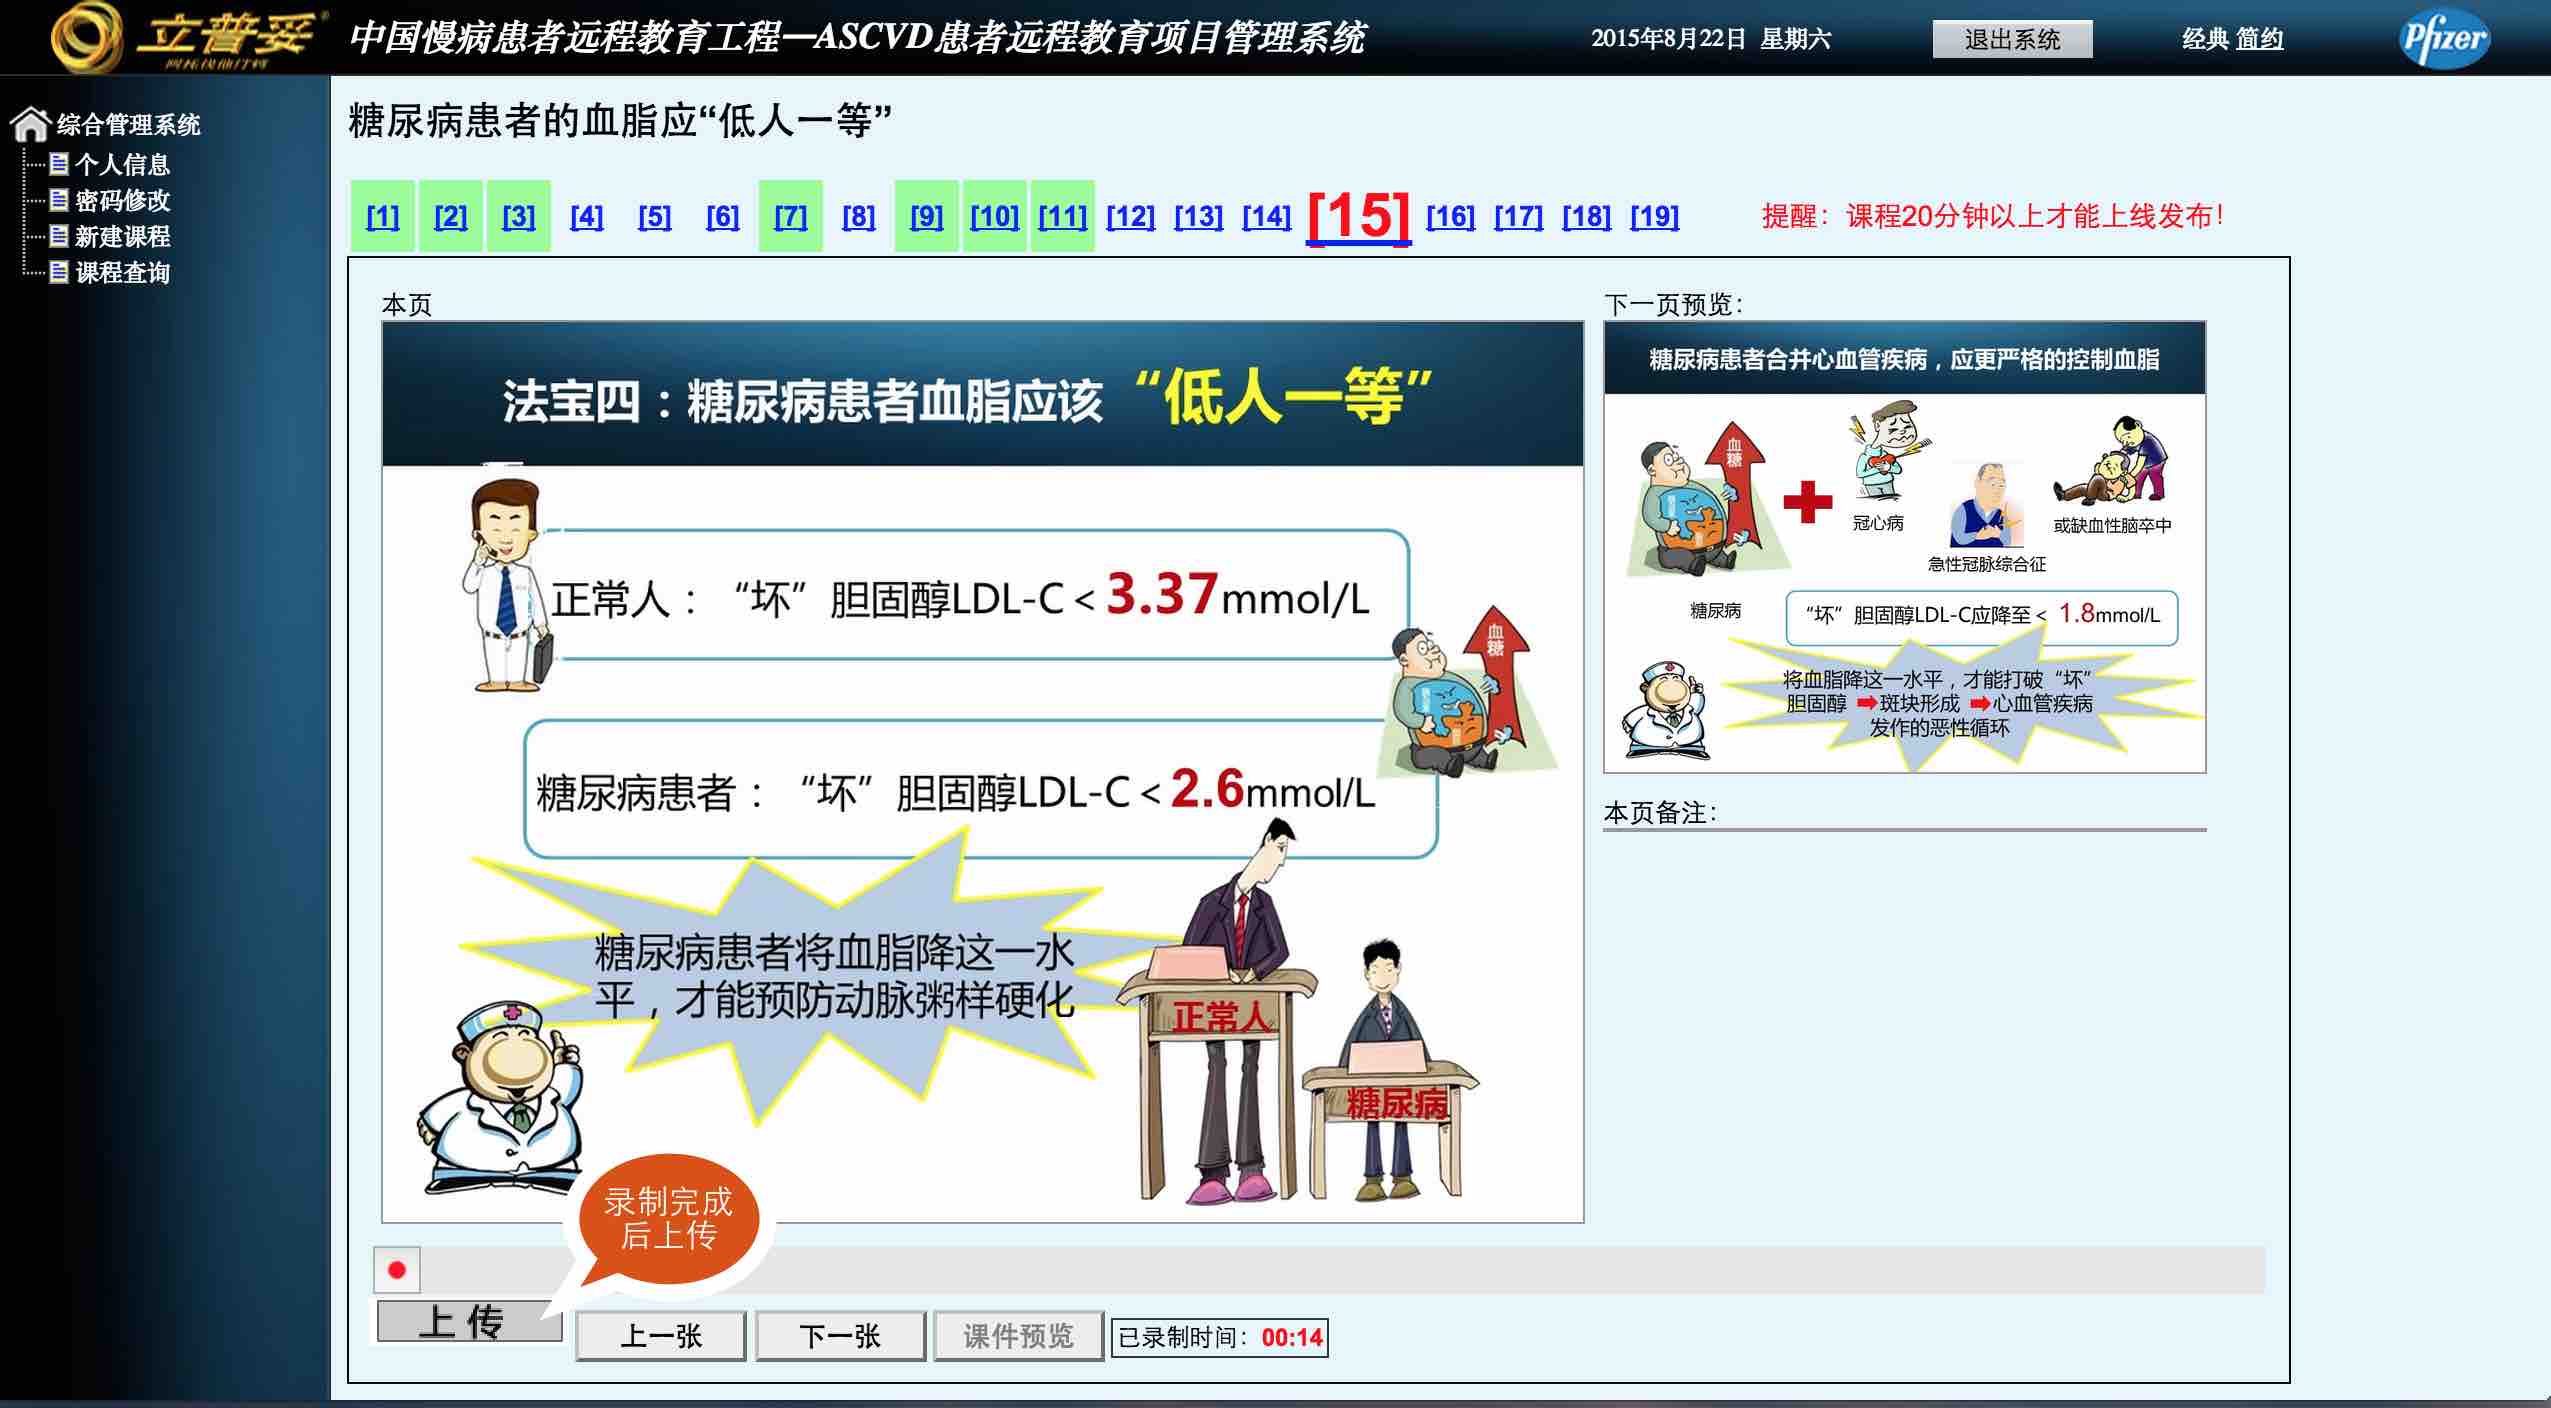 立普妥
中国慢病患者远程教育工程—ASCVD患者远程教育项目管理系统
2015年8月22日 星期六
退出系统
经典 简约
Pfizer
综合管理系统
个人信息
密码修改
新建课程
课程查询
糖尿病患者的血脂应“低人一等”
[1] [2] [3] [4] [5] [6] [7] [8] [9] [10] [11] [12] [13] [14] [15] [16] [17] [18] [19]
提醒：课程20分钟以上才能上线发布！
本页
法宝四：糖尿病患者血脂应该 “低人一等”
正常人：“坏”胆固醇LDL-C＜3.37mmol/L
血糖
糖尿病患者：“坏”胆固醇LDL-C＜2.6mmol/L
糖尿病患者将血脂降这一水
平，才能预防动脉粥样硬化
正常人
糖尿病
下一页预览：
糖尿病患者合并心血管疾病，应更严格的控制血脂
血糖
冠心病
急性冠脉综合征
或缺血性脑卒中
糖尿病
“坏”胆固醇LDL-C应降至＜ 1.8mmol/L
将血脂降这一水平，才能打破“坏”
胆固醇➡斑块形成➡心血管疾病
发作的恶性循环
本页备注：
录制完成
后上传
上 传
上一张
下一张
课件预览
已录制时间：00:14